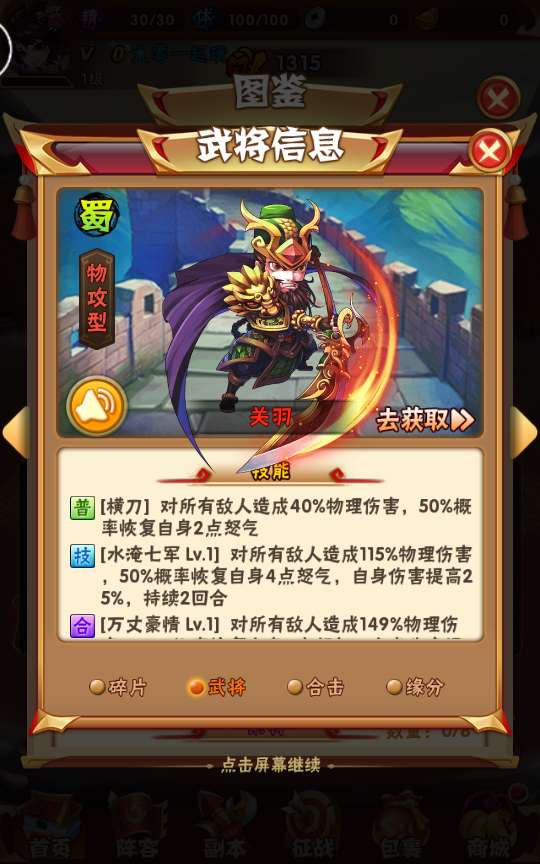 精 30/30 体 100/100 0 0
V 0
1级
1315
图鉴
武将信息
蜀
物攻型
关羽
去获取
技能
普 [横刀] 对所有敌人造成40%物理伤害，50%概
率恢复自身2点怒气
技 [水淹七军 Lv.1] 对所有敌人造成115%物理伤害
，50%概率恢复自身4点怒气，自身伤害提高2
5%，持续2回合
合 [万丈豪情 Lv.1] 对所有敌人造成149%物理伤
碎片 武将 合击 缘分
数量：0/8
点击屏幕继续
首页 阵容 副本 征战 包裹 商城